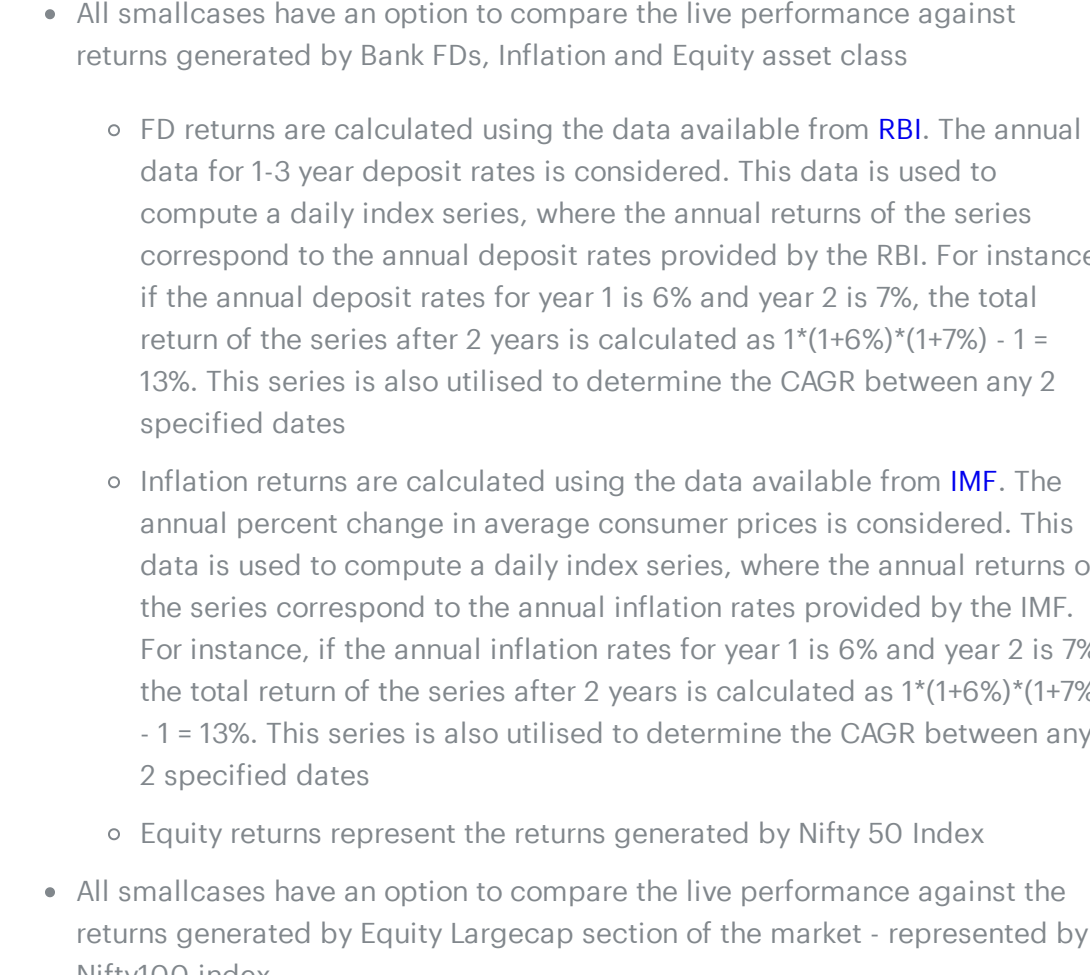 • All smallcases have an option to compare the live performance against
returns generated by Bank FDs, Inflation and Equity asset class
◦ FD returns are calculated using the data available from RBI. The annual
data for 1-3 year deposit rates is considered. This data is used to
compute a daily index series, where the annual returns of the series
correspond to the annual deposit rates provided by the RBI. For instance
if the annual deposit rates for year 1 is 6% and year 2 is 7%, the total
return of the series after 2 years is calculated as 1*(1+6%)*(1+7%) - 1 =
13%. This series is also utilised to determine the CAGR between any 2
specified dates
◦ Inflation returns are calculated using the data available from IMF. The
annual percent change in average consumer prices is considered. This
data is used to compute a daily index series, where the annual returns o
the series correspond to the annual inflation rates provided by the IMF.
For instance, if the annual inflation rates for year 1 is 6% and year 2 is 7%
the total return of the series after 2 years is calculated as 1*(1+6%)*(1+7%
- 1 = 13%. This series is also utilised to determine the CAGR between any
2 specified dates
◦ Equity returns represent the returns generated by Nifty 50 Index
• All smallcases have an option to compare the live performance against the
returns generated by Equity Largecap section of the market - represented by
Nifty100 index